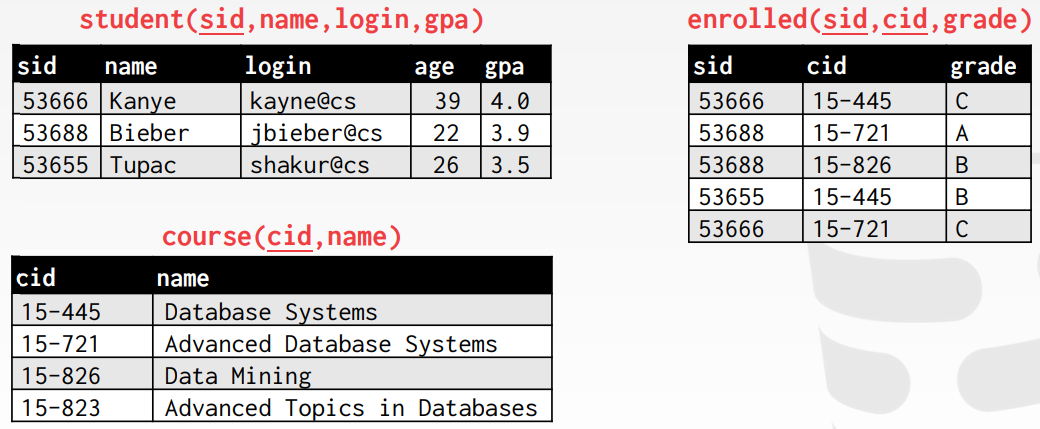 student(sid,name,login,gpa)
sid name login age gpa
53666 Kanye kayne@cs 39 4.0
53688 Bieber jbieber@cs 22 3.9
53655 Tupac shakur@cs 26 3.5
course(cid,name)
cid name
15-445 Database Systems
15-721 Advanced Database Systems
15-826 Data Mining
15-823 Advanced Topics in Databases
enrolled(sid,cid,grade)
sid cid grade
53666 15-445 C
53688 15-721 A
53688 15-826 B
53655 15-445 B
53666 15-721 C